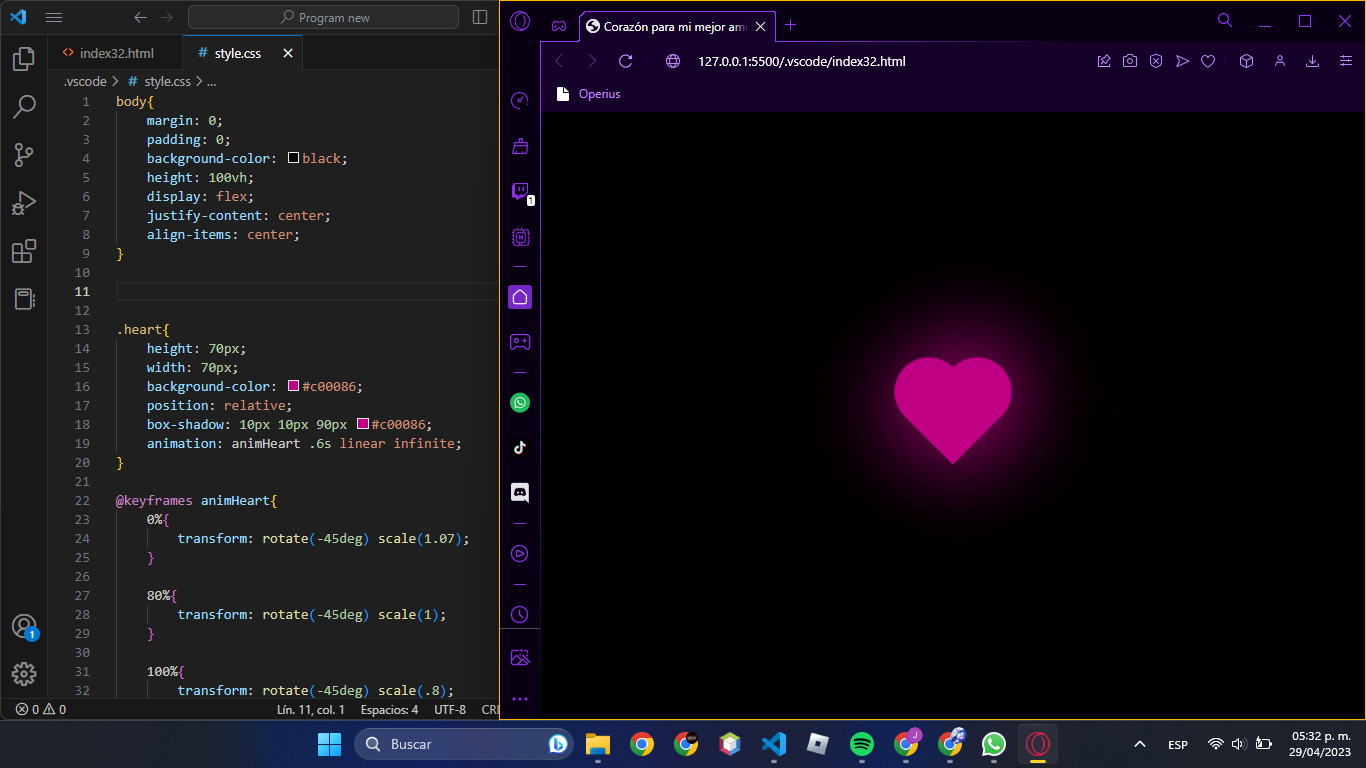 Program new
index32.html
# style.css
.vscode > # style.css > ...
1 body{
2 margin: 0;
3 padding: 0;
4 background-color: black;
5 height: 100vh;
6 display: flex;
7 justify-content: center;
8 align-items: center;
9 }
10
11
12
13 .heart{
14 height: 70px;
15 width: 70px;
16 background-color: #c00086;
17 position: relative;
18 box-shadow: 10px 10px 90px #c00086;
19 animation: animHeart .6s linear infinite;
20 }
21
22 @keyframes animHeart{
23 0%{
24 transform: rotate(-45deg) scale(1.07);
25 }
26
27 80%{
28 transform: rotate(-45deg) scale(1);
29 }
30
31 100%{
32 transform: rotate(-45deg) scale(.8);
1
0 0
Lín. 11, col. 1
Espacios: 4
UTF-8
CRL
Corazón para mi mejor ami
127.0.0.1:5500/.vscode/index32.html
Operius
1
Buscar
ESP
05:32 p. m.
29/04/2023